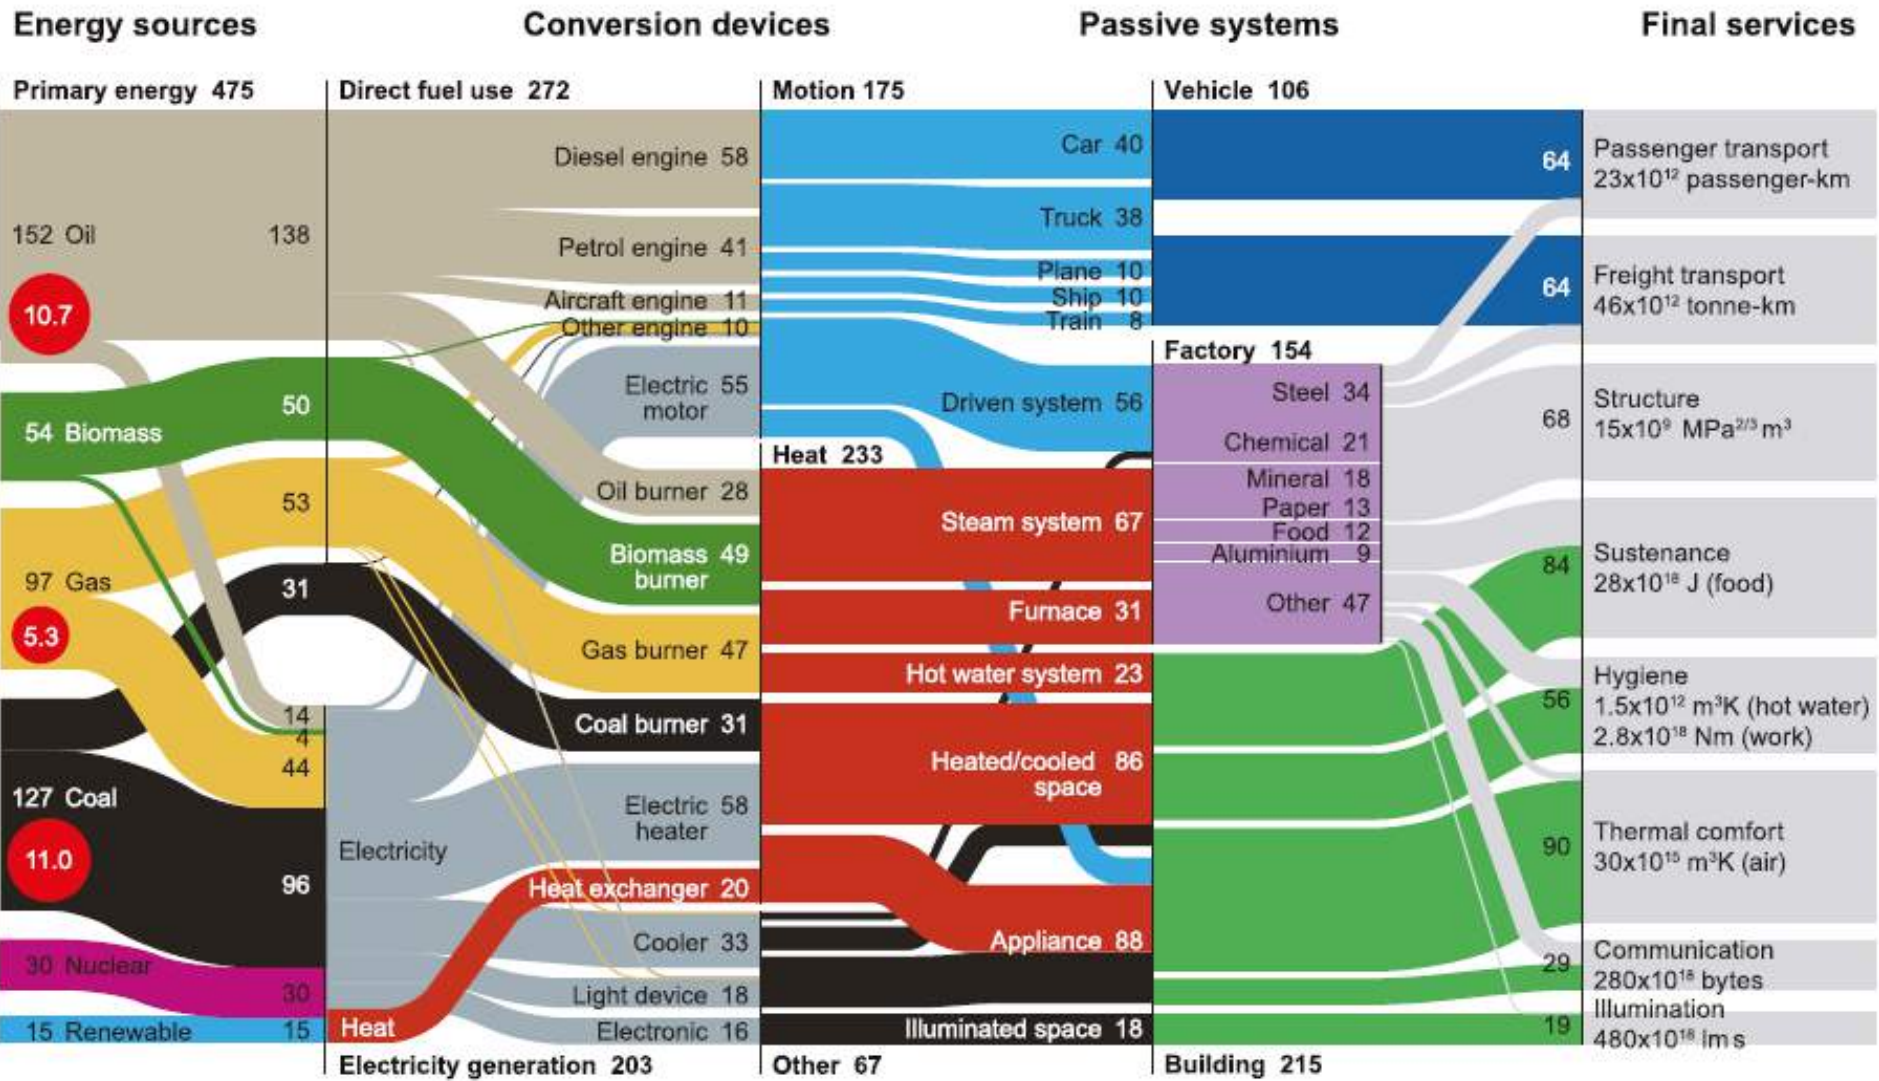 Energy sources
Conversion devices
Passive systems
Final services
Primary energy 475
Direct fuel use 272
Motion 175
Vehicle 106
152 Oil
138
10.7
54 Biomass
50
97 Gas
53
5.3
31
14
4
44
127 Coal
11.0
96
30 Nuclear
30
15 Renewable
15
Diesel engine 58
Petrol engine 41
Aircraft engine 11
Other engine 10
Electric 55
motor
Oil burner 28
Biomass 49
burner
Gas burner 47
Coal burner 31
Electric 58
heater
Electricity
Heat exchanger 20
Cooler 33
Light device 18
Heat
Electronic 16
Electricity generation 203
Car 40
Truck 38
Plane 10
Ship 10
Train 8
Driven system 56
Heat 233
Steam system 67
Furnace 31
Hot water system 23
Heated/cooled 86
space
Appliance 88
Illuminated space 18
Other 67
64
64
Factory 154
Steel 34
Chemical 21
Mineral 18
Paper 13
Food 12
Aluminium 9
Other 47
68
84
56
90
29
19
Building 215
Passenger transport
23x10¹² passenger-km
Freight transport
46x10¹² tonne-km
Structure
15x10⁹ MPa²ᐟ³ m³
Sustenance
28x10¹⁸ J (food)
Hygiene
1.5x10¹² m³K (hot water)
2.8x10¹⁸ Nm (work)
Thermal comfort
30x10¹⁵ m³K (air)
Communication
280x10¹⁸ bytes
Illumination
480x10¹⁸ lm s